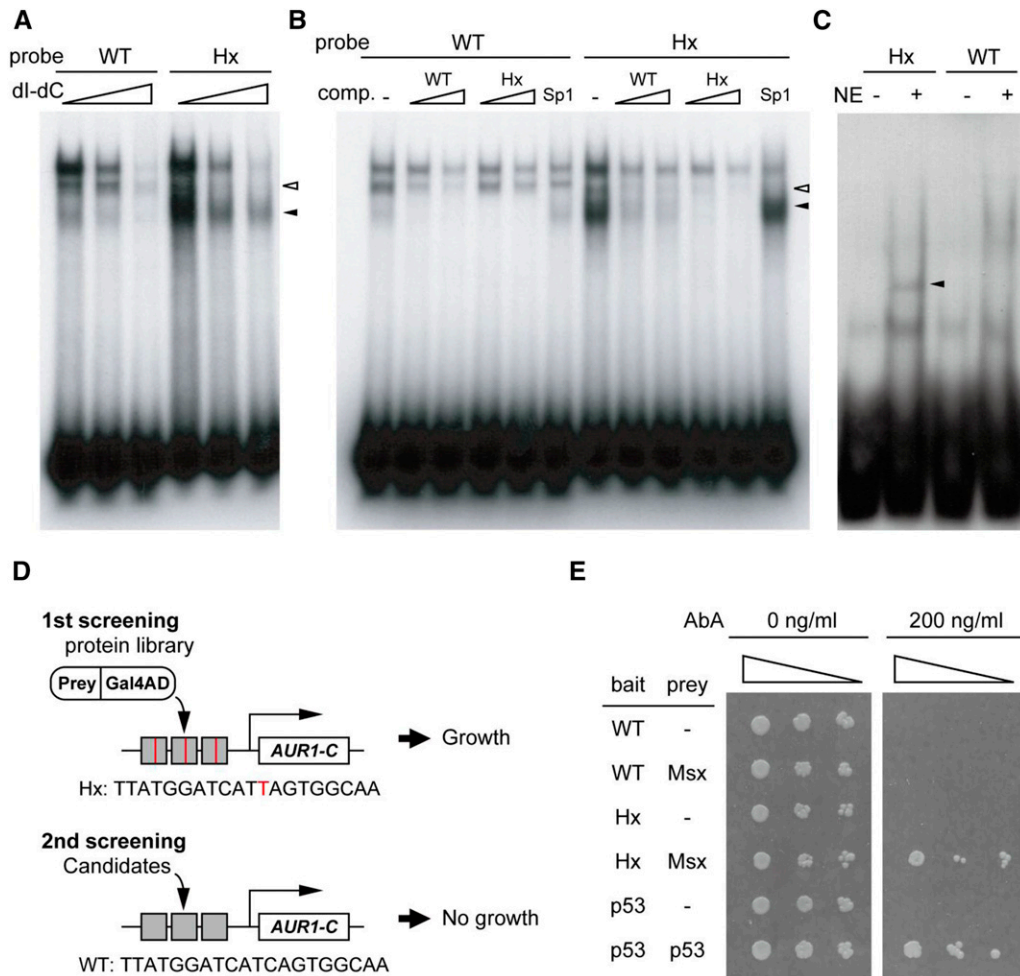 A
probe WT Hx
dI-dC
B
probe WT Hx
comp. - WT Hx Sp1 - WT Hx Sp1
C
Hx WT
NE - + - +
D
1st screening
protein library
Prey Gal4AD
AUR1-C Growth
Hx: TTATGGATCATTAGTGGCAA
2nd screening
Candidates
AUR1-C No growth
WT: TTATGGATCATCAGTGGCAA
E
AbA 0 ng/ml 200 ng/ml
bait prey
WT -
WT Msx
Hx -
Hx Msx
p53 -
p53 p53